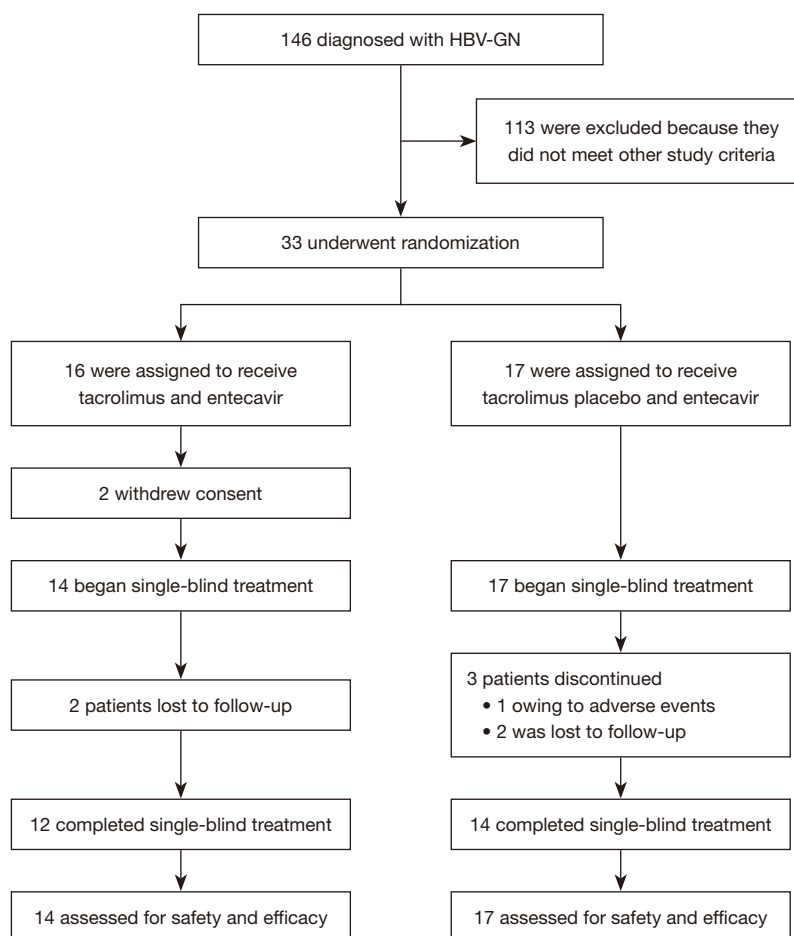 146 diagnosed with HBV-GN
113 were excluded because they
did not meet other study criteria
33 underwent randomization
16 were assigned to receive
tacrolimus and entecavir
17 were assigned to receive
tacrolimus placebo and entecavir
2 withdrew consent
14 began single-blind treatment
17 began single-blind treatment
2 patients lost to follow-up
3 patients discontinued
• 1 owing to adverse events
• 2 was lost to follow-up
12 completed single-blind treatment
14 completed single-blind treatment
14 assessed for safety and efficacy
17 assessed for safety and efficacy